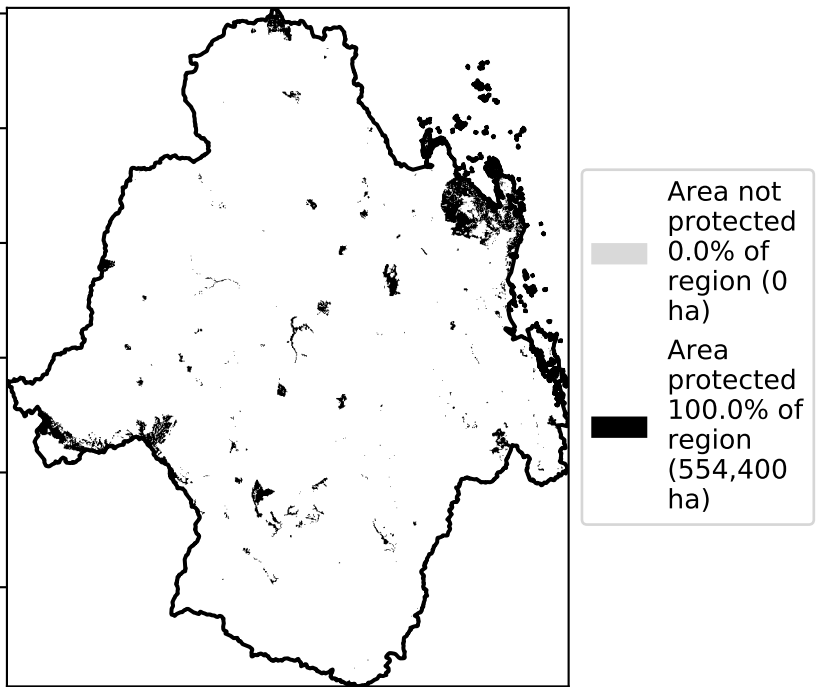 Area not
protected
0.0% of
region (0
ha)
Area
protected
100.0% of
region
(554,400
ha)